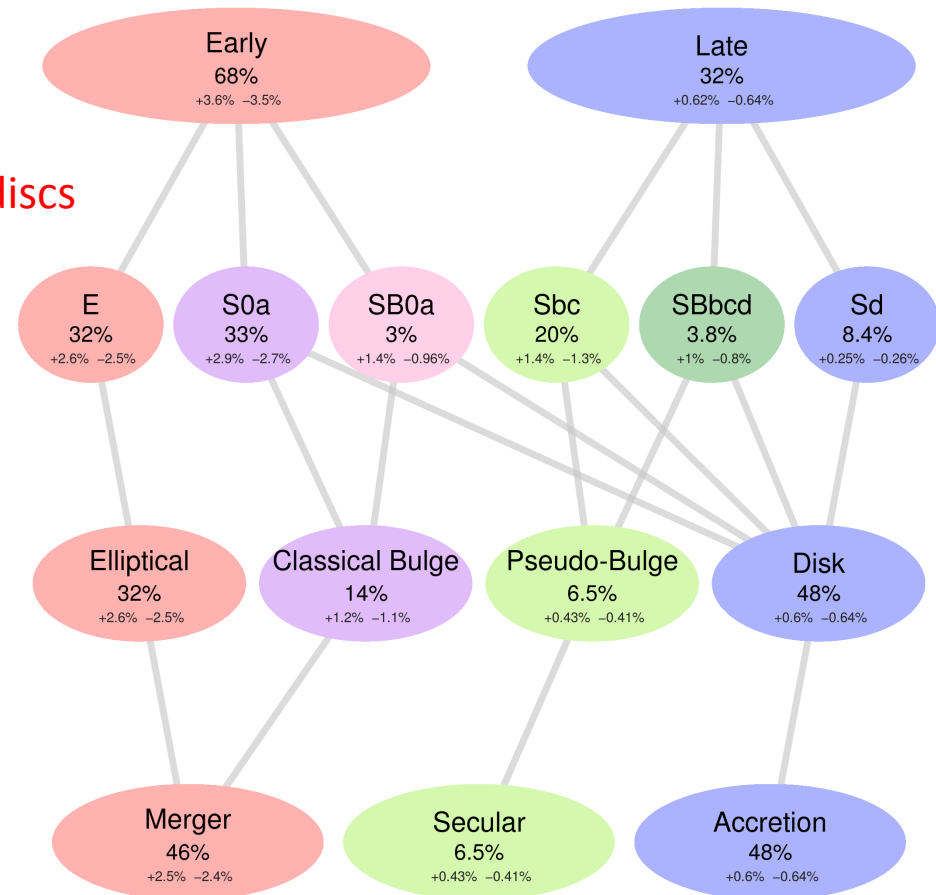 Early
68%
+3.6% −3.5%
Late
32%
+0.62% −0.64%
discs
E
32%
+2.6% −2.5%
S0a
33%
+2.9% −2.7%
SB0a
3%
+1.4% −0.96%
Sbc
20%
+1.4% −1.3%
SBbcd
3.8%
+1% −0.8%
Sd
8.4%
+0.25% −0.26%
Elliptical
32%
+2.6% −2.5%
Classical Bulge
14%
+1.2% −1.1%
Pseudo-Bulge
6.5%
+0.43% −0.41%
Disk
48%
+0.6% −0.64%
Merger
46%
+2.5% −2.4%
Secular
6.5%
+0.43% −0.41%
Accretion
48%
+0.6% −0.64%